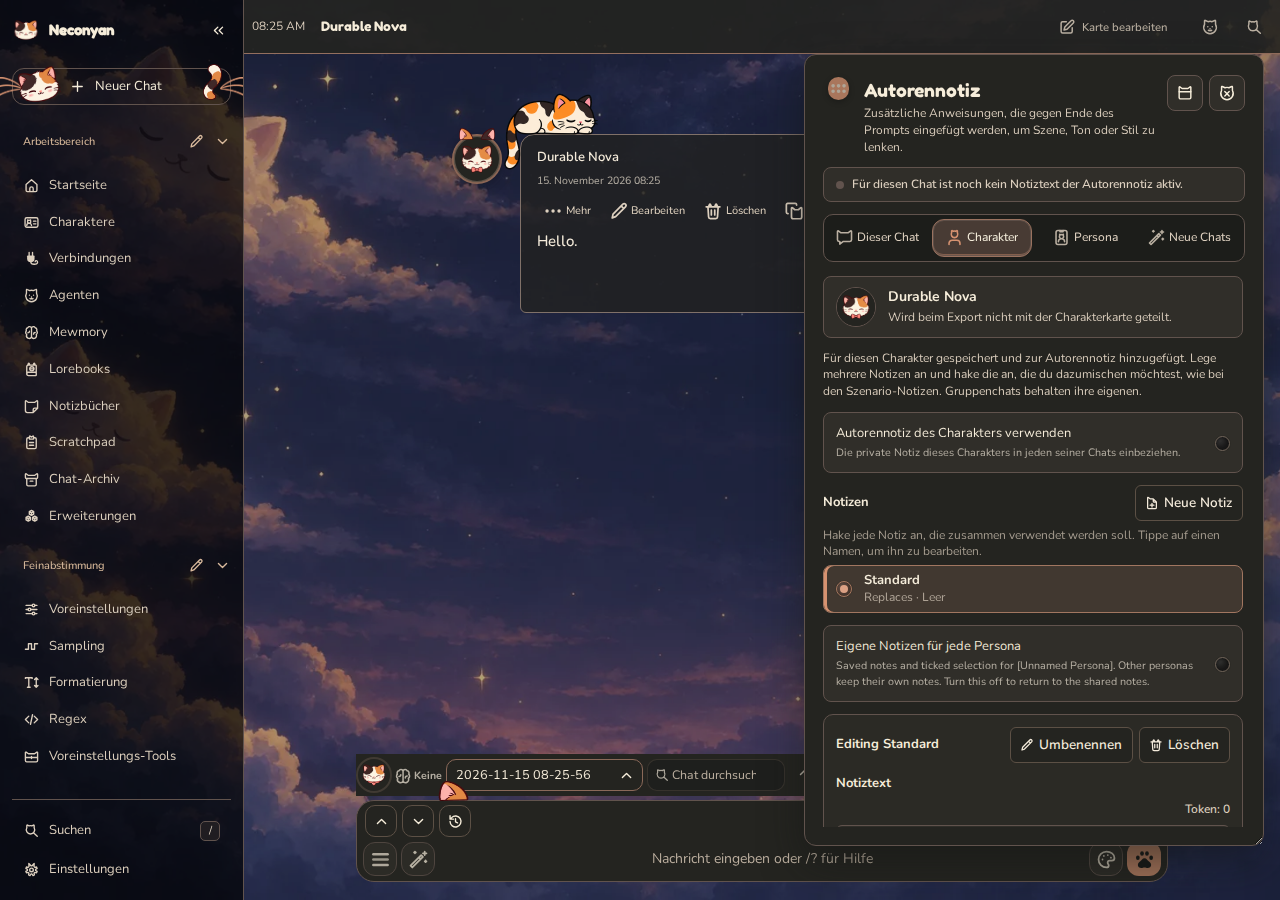 Neconyan
Neuer Chat
Arbeitsbereich
Startseite
Charaktere
Verbindungen
Agenten
Mewmory
Lorebooks
Notizbücher
Scratchpad
Chat-Archiv
Erweiterungen
Feinabstimmung
Voreinstellungen
Sampling
Formatierung
Regex
Voreinstellungs-Tools
Suchen
/
Einstellungen
08:25 AM
Durable Nova
Karte bearbeiten
Durable Nova
15. November 2026 08:25
Mehr
Bearbeiten
Löschen
Hello.
Keine
2026-11-15 08-25-56
Chat durchsuch
Nachricht eingeben oder /? für Hilfe
Autorennotiz
Zusätzliche Anweisungen, die gegen Ende des
Prompts eingefügt werden, um Szene, Ton oder Stil zu
lenken.
Für diesen Chat ist noch kein Notiztext der Autorennotiz aktiv.
Dieser Chat
Charakter
Persona
Neue Chats
Durable Nova
Wird beim Export nicht mit der Charakterkarte geteilt.
Für diesen Charakter gespeichert und zur Autorennotiz hinzugefügt. Lege
mehrere Notizen an und hake die an, die du dazumischen möchtest, wie bei
den Szenario-Notizen. Gruppenchats behalten ihre eigenen.
Autorennotiz des Charakters verwenden
Die private Notiz dieses Charakters in jeden seiner Chats einbeziehen.
Notizen
Neue Notiz
Hake jede Notiz an, die zusammen verwendet werden soll. Tippe auf einen
Namen, um ihn zu bearbeiten.
Standard
Replaces · Leer
Eigene Notizen für jede Persona
Saved notes and ticked selection for [Unnamed Persona]. Other personas
keep their own notes. Turn this off to return to the shared notes.
Editing Standard
Umbenennen
Löschen
Notiztext
Token: 0